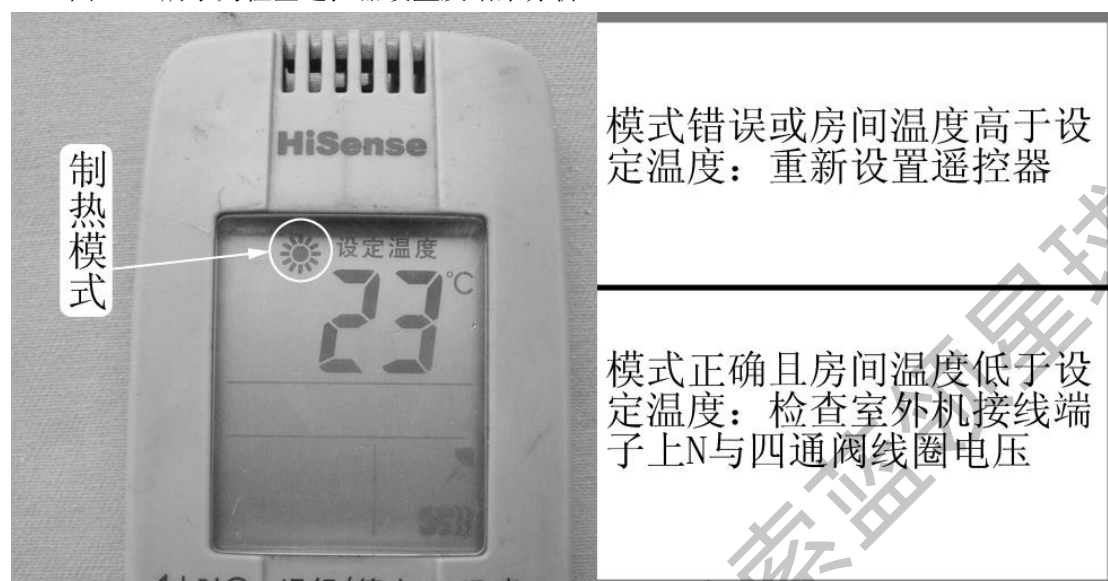 制热模式
HiSense
设定温度
23℃
模式错误或房间温度高于设
定温度：重新设置遥控器
模式正确且房间温度低于设
定温度：检查室外机接线端
子上N与四通阀线圈电压